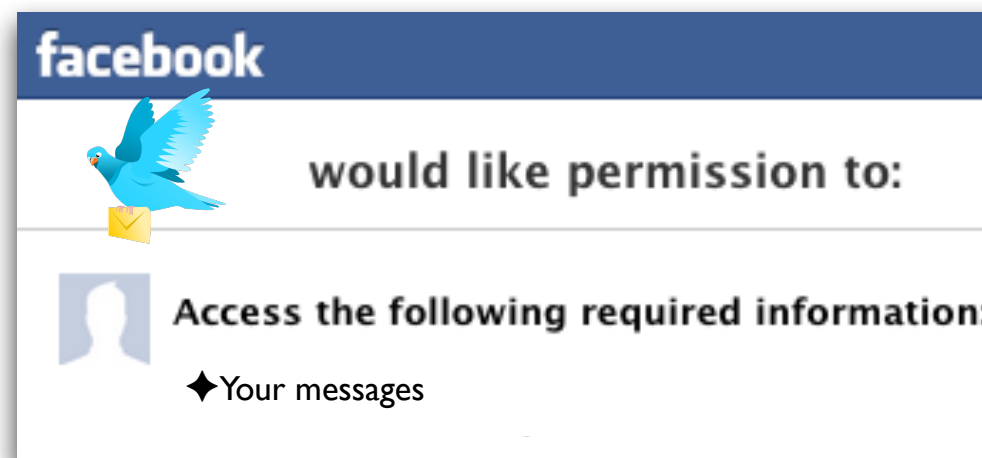 facebook
would like permission to:
Access the following required information:
✦Your messages